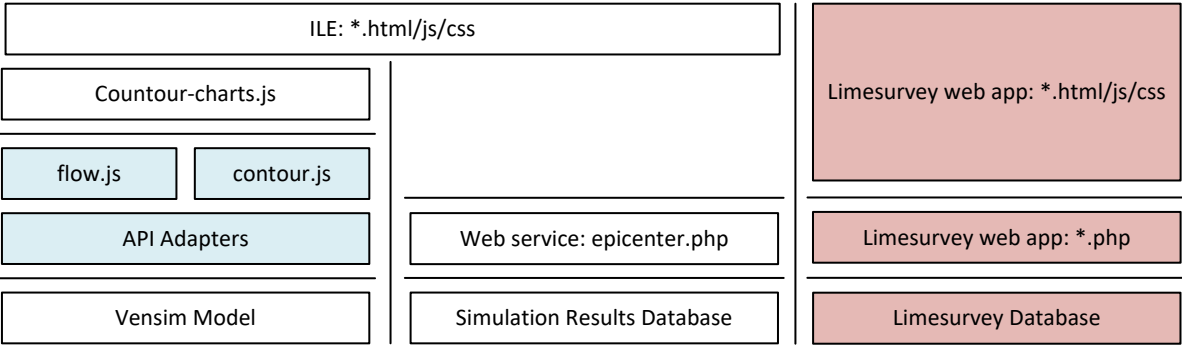 ILE: *.html/js/css
Limesurvey web app: *.html/js/css
Countour-charts.js
flow.js
contour.js
API Adapters
Web service: epicenter.php
Limesurvey web app: *.php
Vensim Model
Simulation Results Database
Limesurvey Database